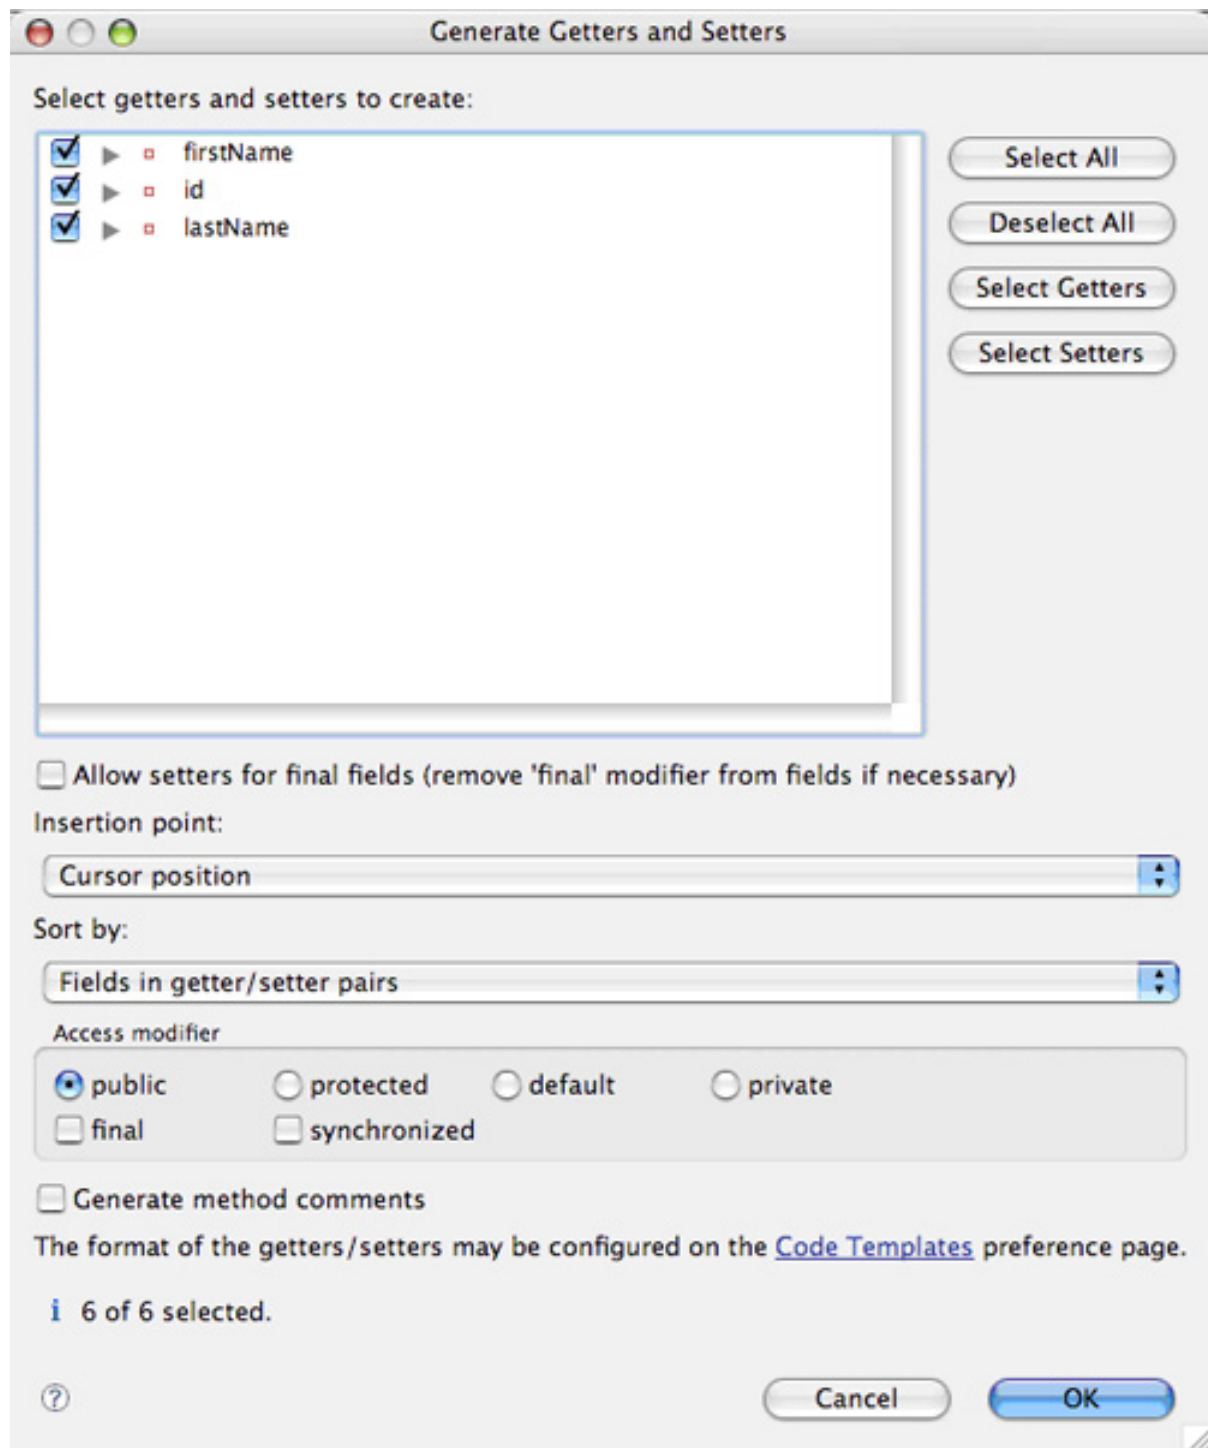 Generate Getters and Setters
Select getters and setters to create:
firstName
id
lastName
Select All
Deselect All
Select Getters
Select Setters
Allow setters for final fields (remove 'final' modifier from fields if necessary)
Insertion point:
Cursor position
Sort by:
Fields in getter/setter pairs
Access modifier
public protected default private
final synchronized
Generate method comments
The format of the getters/setters may be configured on the Code Templates preference page.
i 6 of 6 selected.
? Cancel OK